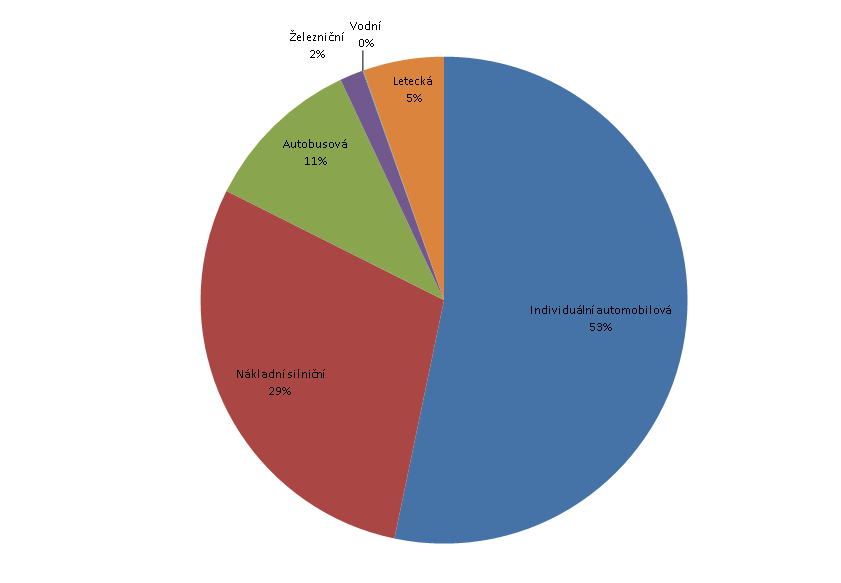 Vodní
0%
Železniční
2%
Letecká
5%
Autobusová
11%
Individuální automobilová
53%
Nákladní silniční
29%